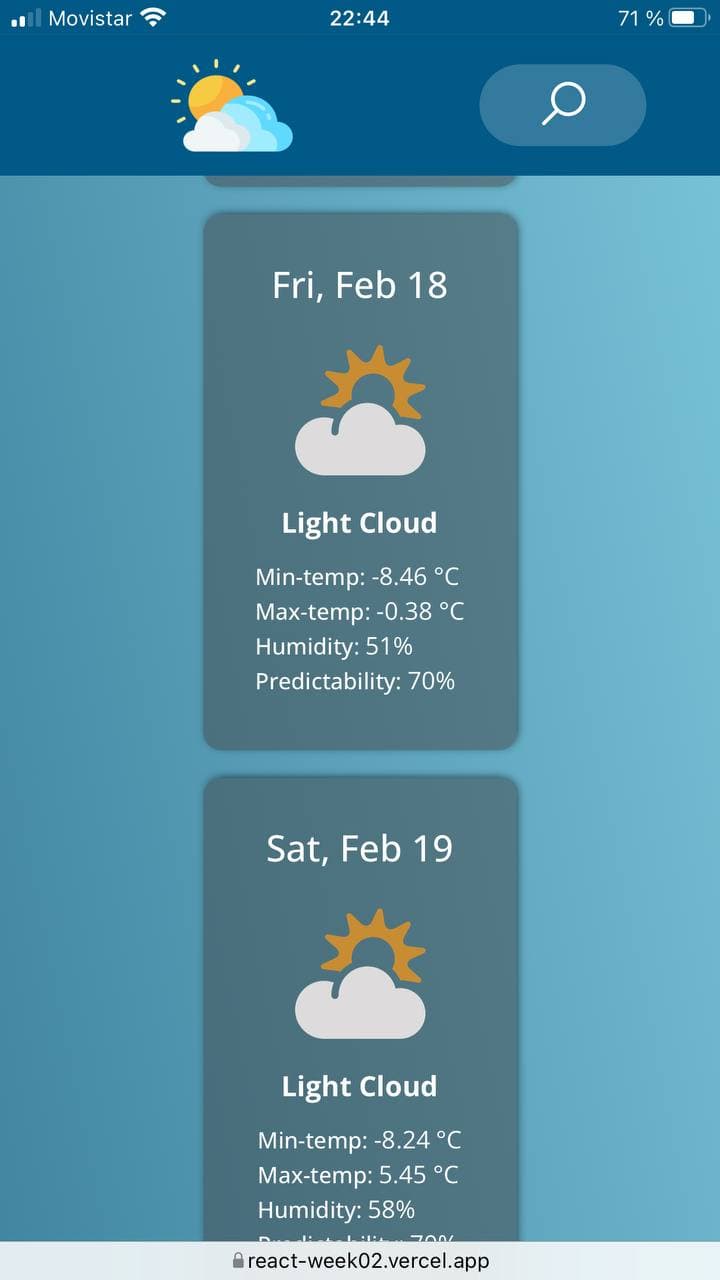 Movistar 22:44 71 %
Fri, Feb 18
Light Cloud
Min-temp: -8.46 °C
Max-temp: -0.38 °C
Humidity: 51%
Predictability: 70%
Sat, Feb 19
Light Cloud
Min-temp: -8.24 °C
Max-temp: 5.45 °C
Humidity: 58%
Predictability: 70%
react-week02.vercel.app